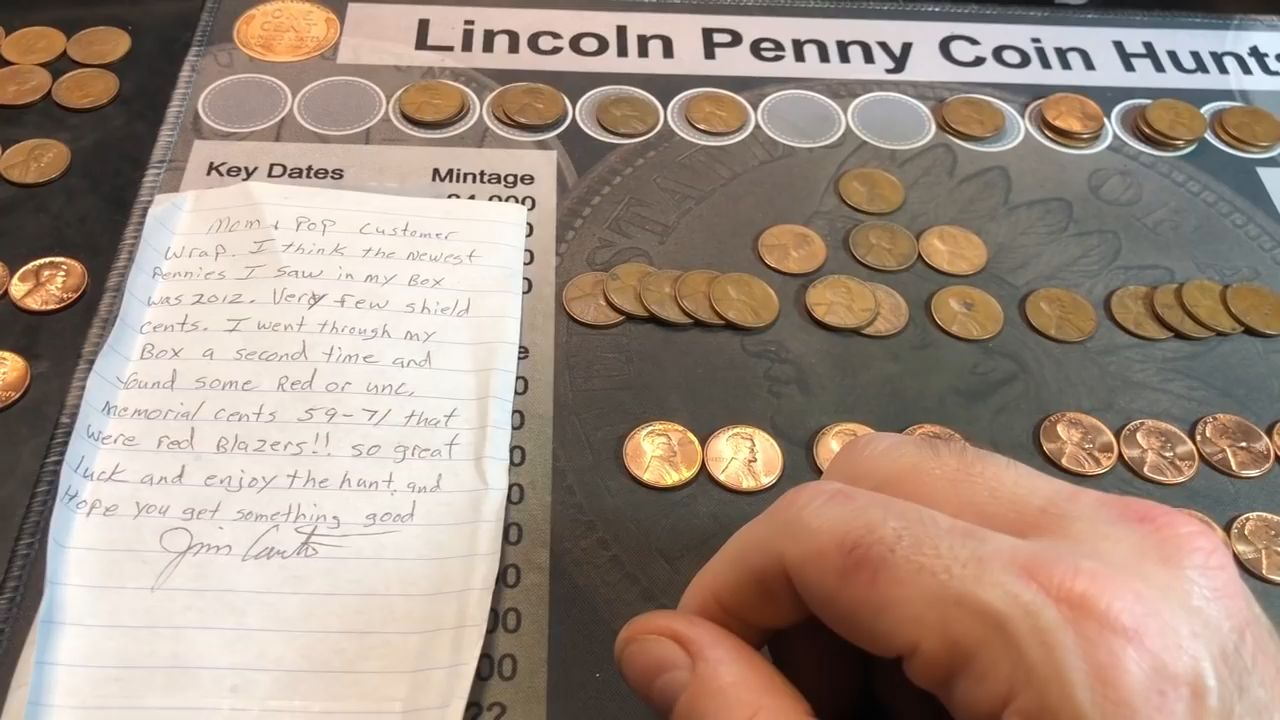 ONE
CENT
Lincoln Penny Coin Hunt
Key Dates Mintage
Mom & Pop Customer
Wrap. I think the newest
Pennies I saw in my Box
was 2012. Very few shield
cents. I went through my
Box a second time and
found some Red or unc.
memorial cents 59-71 that
were red Blazers!! so great
luck and enjoy the hunt and
Hope you get something good